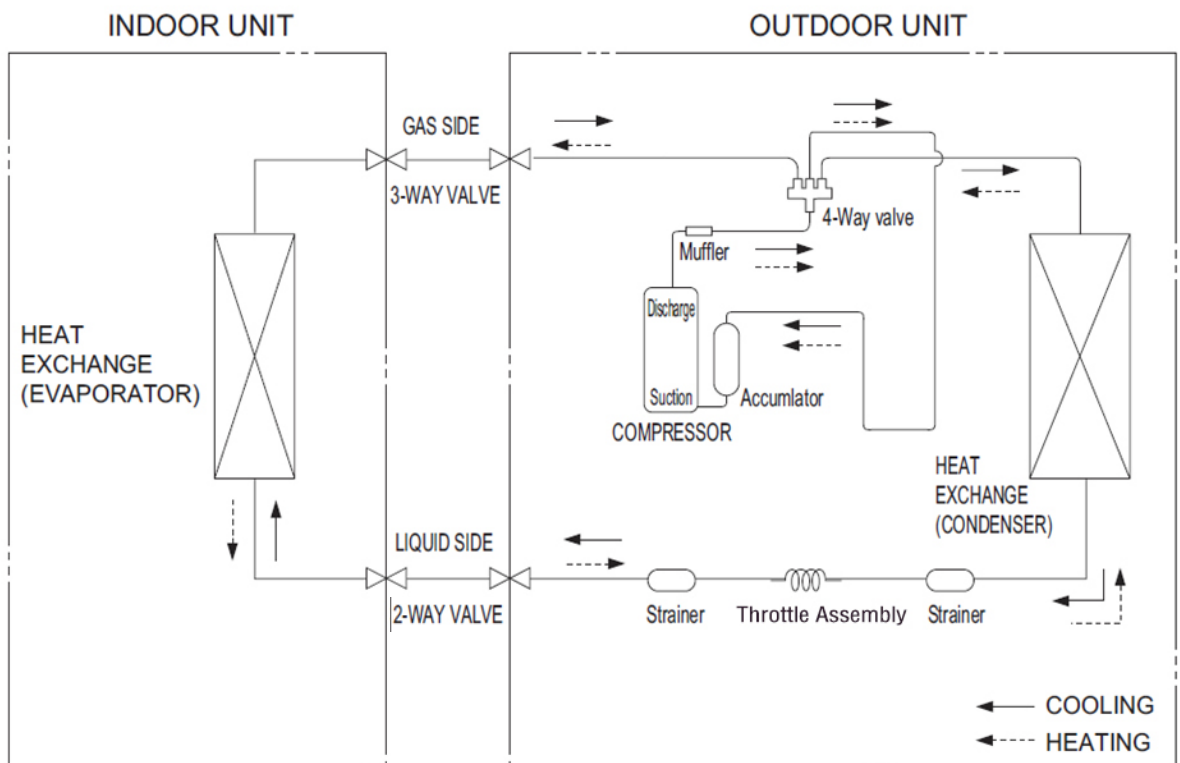 INDOOR UNIT
OUTDOOR UNIT
GAS SIDE
3-WAY VALVE
4-Way valve
Muffler
Discharge
Suction
Accumlator
COMPRESSOR
HEAT
EXCHANGE
(EVAPORATOR)
HEAT
EXCHANGE
(CONDENSER)
LIQUID SIDE
2-WAY VALVE
Strainer
Throttle Assembly
Strainer
COOLING
HEATING